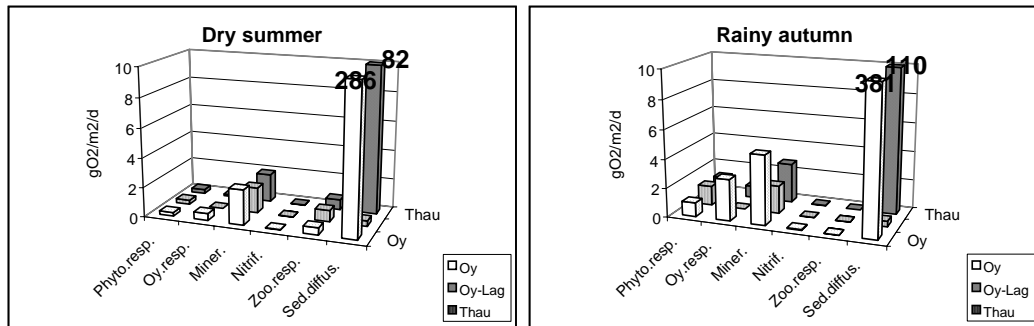 Dry summer
82
286
10
8
6
4
2
0
gO2/m2/d
Phyto.resp.
Oy.resp.
Miner.
Nitrif.
Zoo.resp.
Sed.diffus.
Thau
Oy
Oy
Oy-Lag
Thau
Rainy autumn
110
381
10
8
6
4
2
0
gO2/m2/d
Phyto.resp.
Oy.resp.
Miner.
Nitrif.
Zoo.resp.
Sed.diffus.
Thau
Oy
Oy
Oy-Lag
Thau